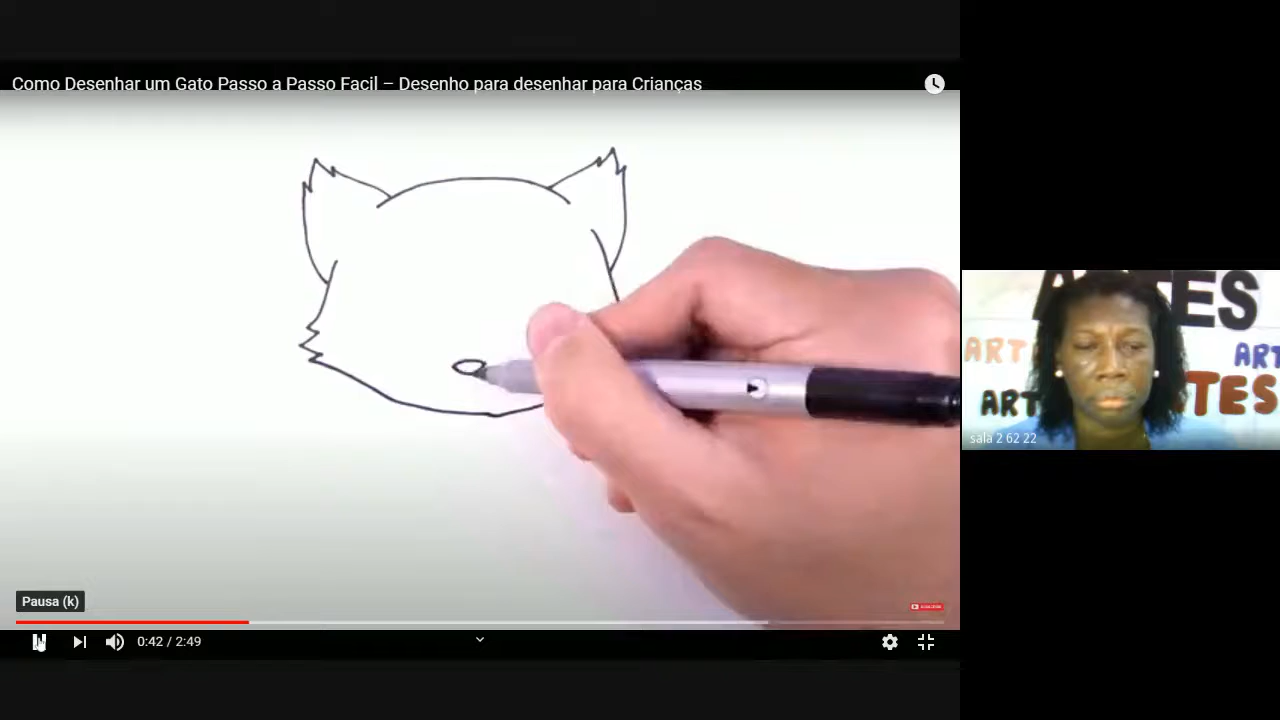 Como Desenhar um Gato Passo a Passo Facil – Desenho para desenhar para Crianças
ARTES
ART
ART
ART
ARTES
sala 2 62 22
Pausa (k)
0:42 / 2:49